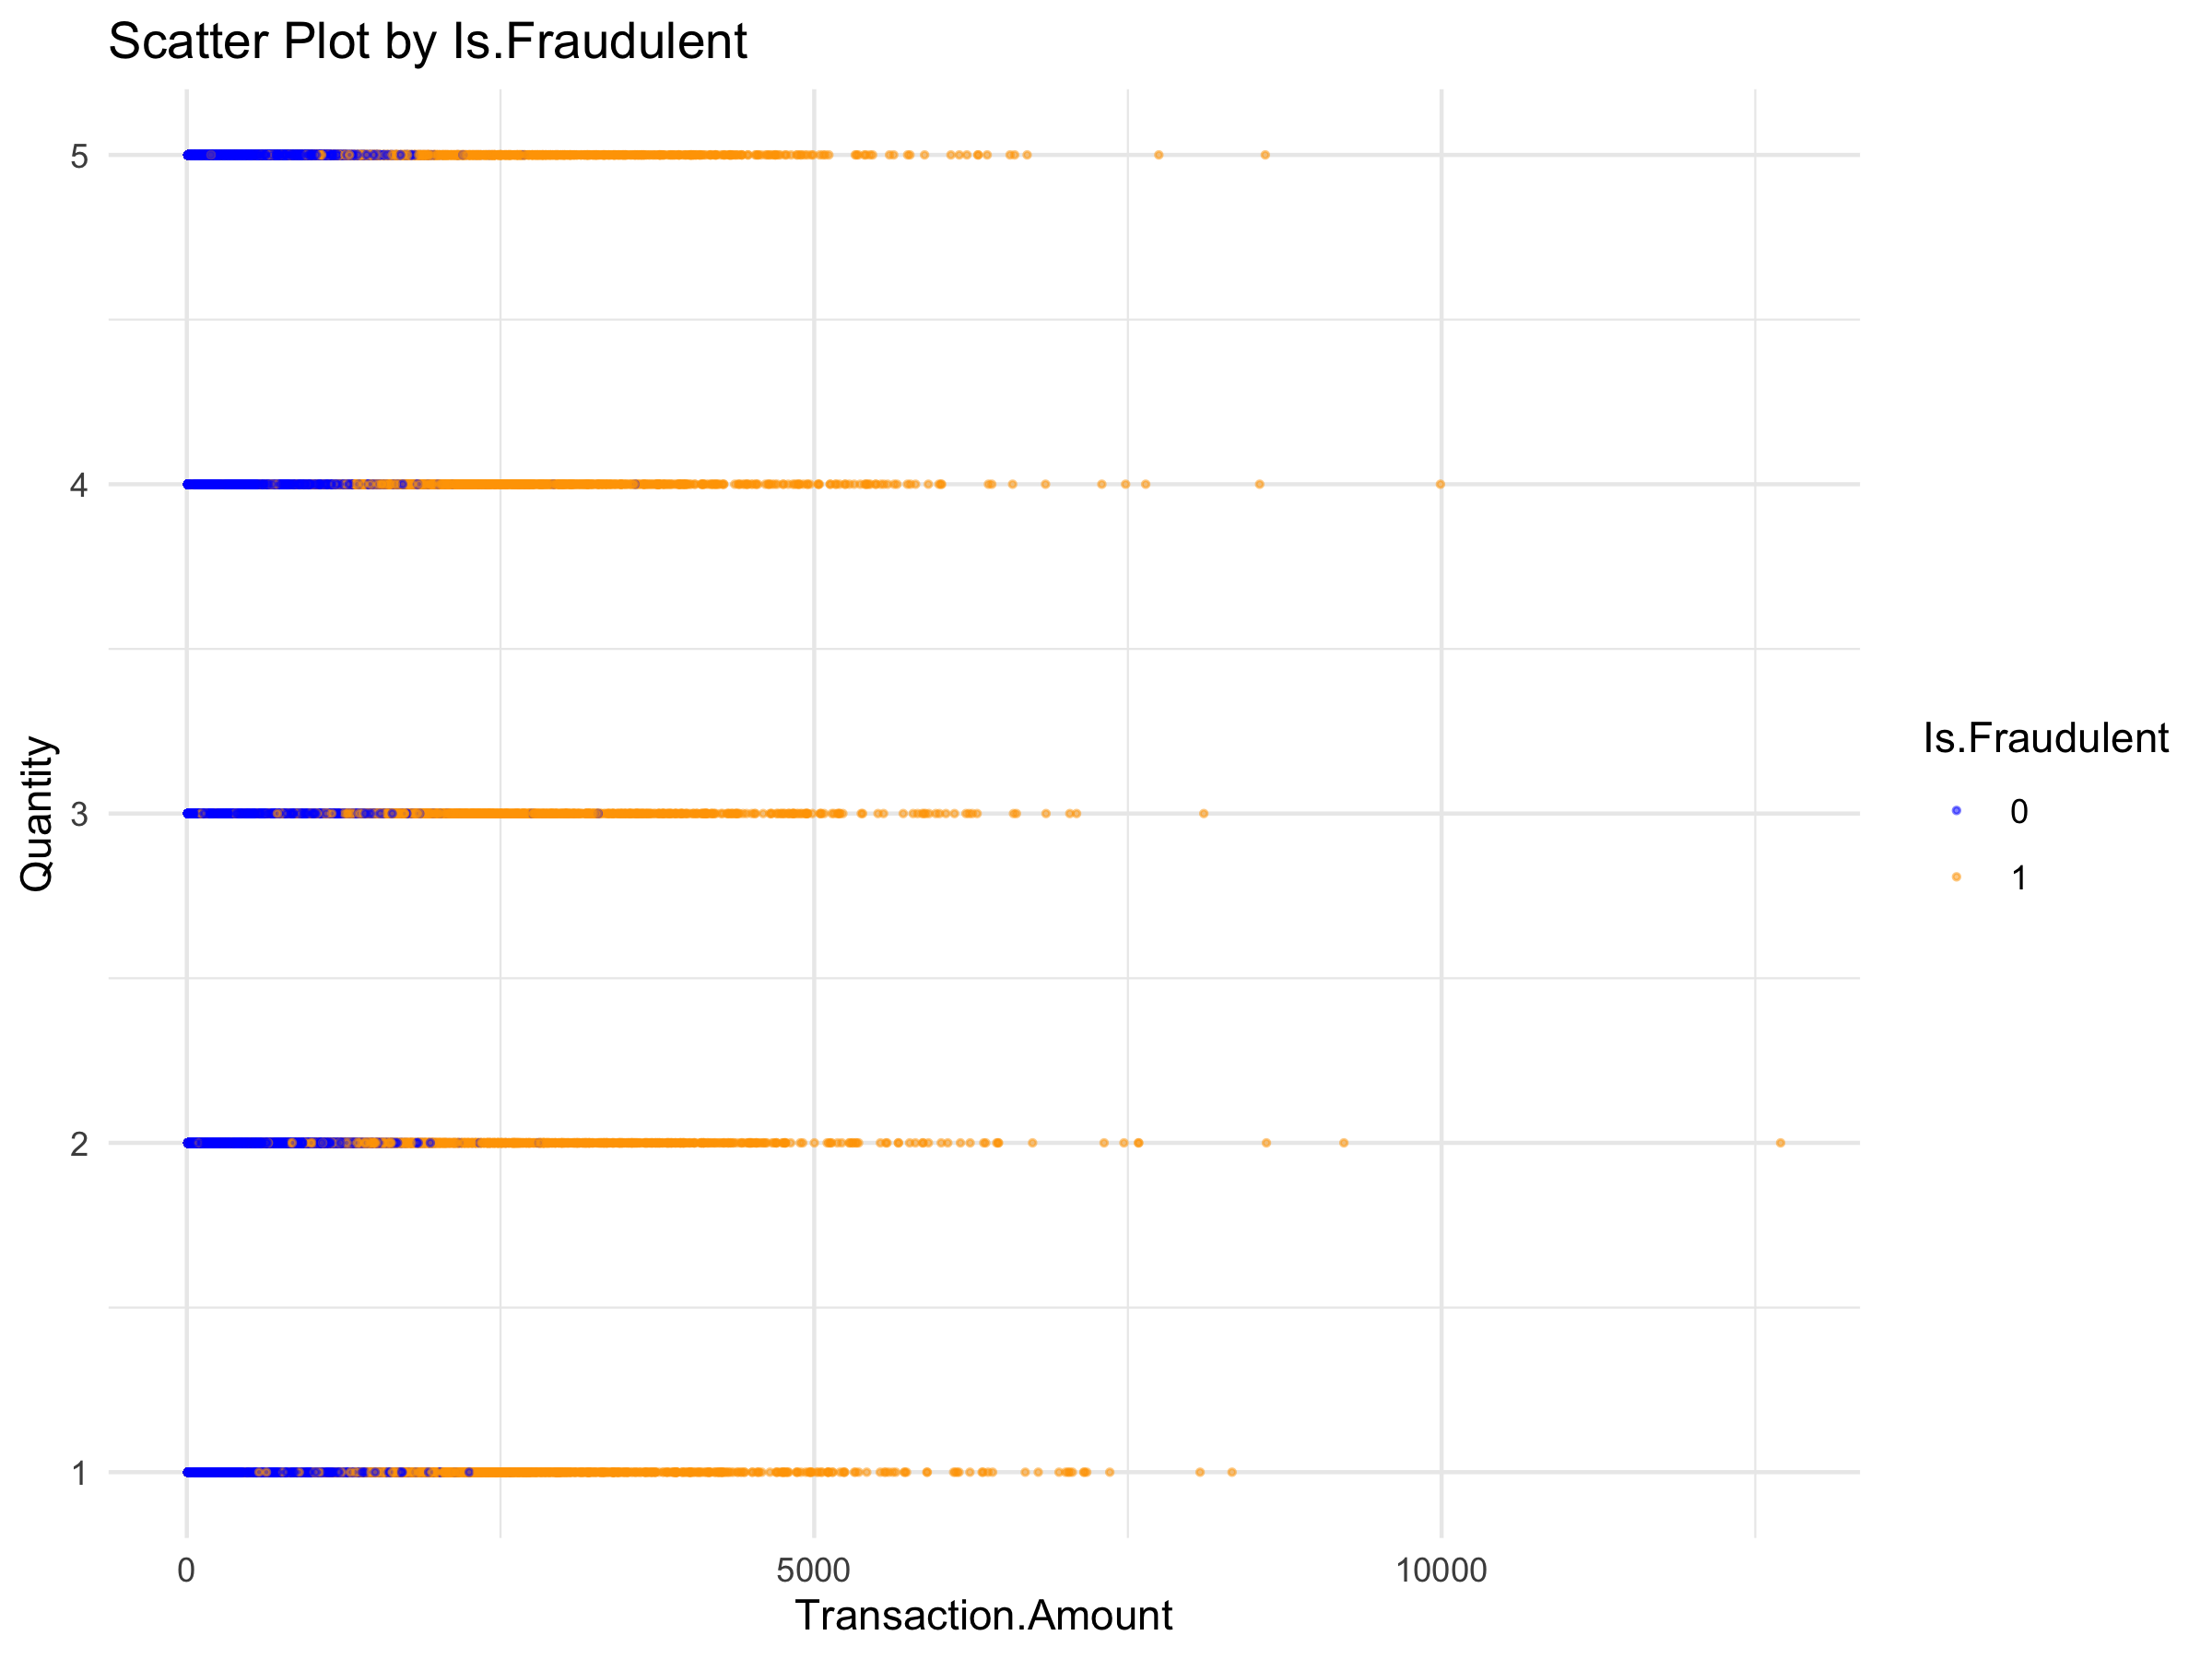 Scatter Plot by Is.Fraudulent
5
4
3
2
1
Quantity
0
5000
10000
Transaction.Amount
Is.Fraudulent
0
1